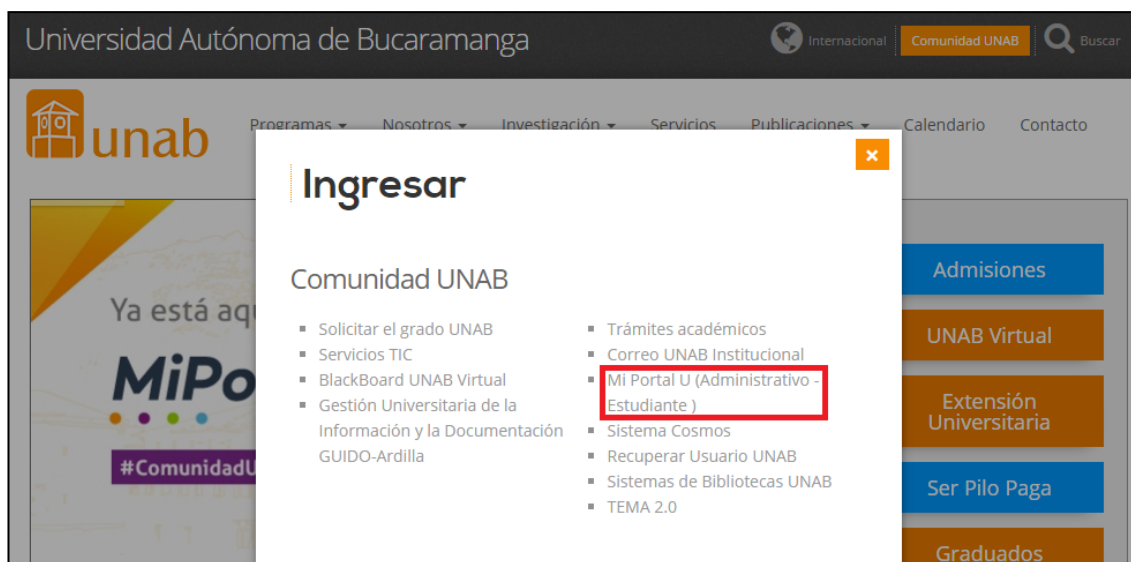 Universidad Autónoma de Bucaramanga
Internacional
Comunidad UNAB
Buscar
unab
Programas
Nosotros
Investigación
Servicios
Publicaciones
Calendario
Contacto
×
Ingresar
Comunidad UNAB
Solicitar el grado UNAB
Servicios TIC
BlackBoard UNAB Virtual
Gestión Universitaria de la
Información y la Documentación
GUIDO-Ardilla
Trámites académicos
Correo UNAB Institucional
Mi Portal U (Administrativo -
Estudiante )
Sistema Cosmos
Recuperar Usuario UNAB
Sistemas de Bibliotecas UNAB
TEMA 2.0
Ya está aq
MiPo
#ComunidadU
Admisiones
UNAB Virtual
Extensión
Universitaria
Ser Pilo Paga
Graduados